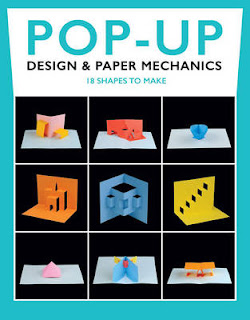 POP-UP
DESIGN & PAPER MECHANICS
18 SHAPES TO MAKE